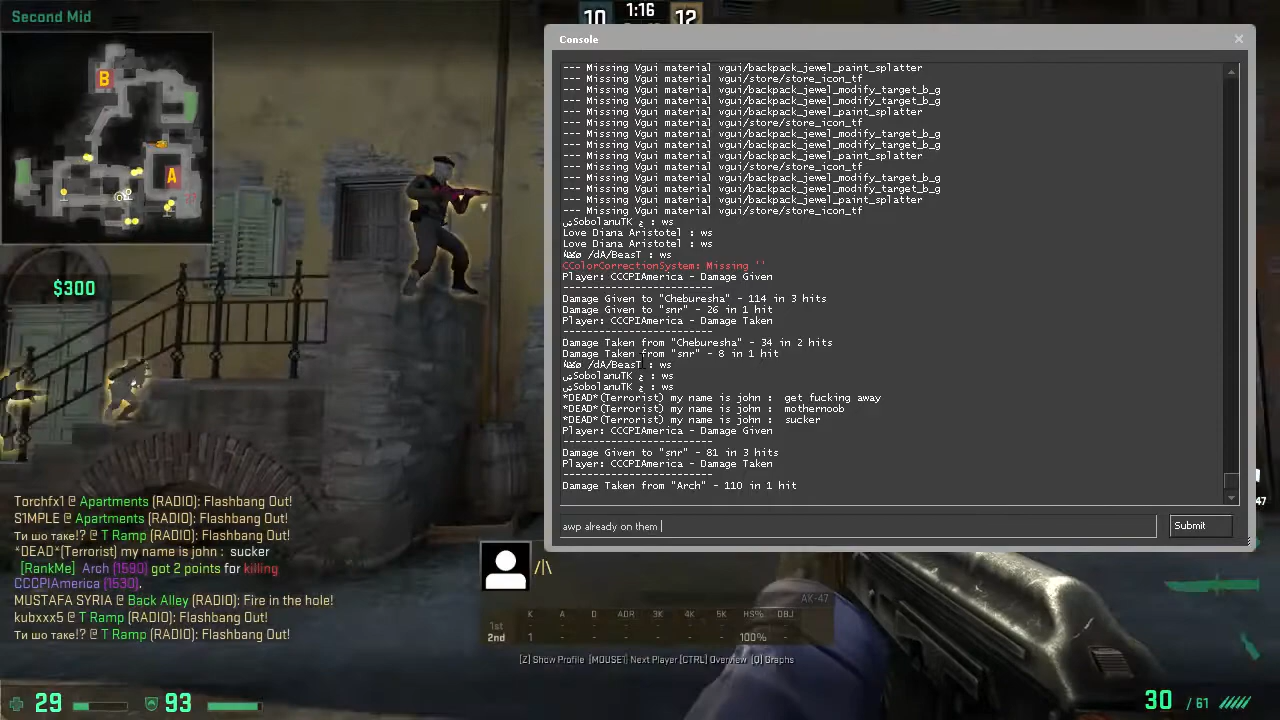 Second Mid
10 1:16 12
B
A
$300
Console
--- Missing Vgui material vgui/backpack_jewel_paint_splatter
--- Missing Vgui material vgui/store/store_icon_tf
--- Missing Vgui material vgui/backpack_jewel_modify_target_b_g
--- Missing Vgui material vgui/backpack_jewel_modify_target_b_g
--- Missing Vgui material vgui/backpack_jewel_paint_splatter
--- Missing Vgui material vgui/store/store_icon_tf
--- Missing Vgui material vgui/backpack_jewel_modify_target_b_g
--- Missing Vgui material vgui/backpack_jewel_modify_target_b_g
--- Missing Vgui material vgui/backpack_jewel_paint_splatter
--- Missing Vgui material vgui/store/store_icon_tf
--- Missing Vgui material vgui/backpack_jewel_modify_target_b_g
--- Missing Vgui material vgui/backpack_jewel_modify_target_b_g
--- Missing Vgui material vgui/backpack_jewel_paint_splatter
--- Missing Vgui material vgui/store/store_icon_tf
SobolanuTK : ws
Love Diana Aristotel : ws
Love Diana Aristotel : ws
/dA/BeasT : ws
CColorCorrectionSystem: Missing ''
Player: CCCPIAmerica - Damage Given
-------------------------
Damage Given to "Cheburesha" - 114 in 3 hits
Damage Given to "snr" - 26 in 1 hit
Player: CCCPIAmerica - Damage Taken
-------------------------
Damage Taken from "Cheburesha" - 34 in 2 hits
Damage Taken from "snr" - 8 in 1 hit
/dA/BeasT : ws
SobolanuTK : ws
SobolanuTK : ws
*DEAD*(Terrorist) my name is john : get fucking away
*DEAD*(Terrorist) my name is john : mothernoob
*DEAD*(Terrorist) my name is john : sucker
Player: CCCPIAmerica - Damage Given
-------------------------
Damage Given to "snr" - 81 in 3 hits
Player: CCCPIAmerica - Damage Taken
-------------------------
Damage Taken from "Arch" - 110 in 1 hit
awp already on them
Submit
Torchfx1 @ Apartments (RADIO): Flashbang Out!
S1MPLE @ Apartments (RADIO): Flashbang Out!
Ти шо таке!? @ T Ramp (RADIO): Flashbang Out!
*DEAD*(Terrorist) my name is john : sucker
[RankMe] Arch (1590) got 2 points for killing
CCCPIAmerica (1530).
MUSTAFA SYRIA @ Back Alley (RADIO): Fire in the hole!
kibxxx5 @ T Ramp (RADIO): Flashbang Out!
Ти шо таке!? @ T Ramp (RADIO): Flashbang Out!
/|\
AK-47
K A D ADR 3K 4K 5K HS% OBJ
1st - - - - - - - - -
2nd 1 - - - - - - 100% -
[Z] Show Profile [MOUSE1] Next Player [CTRL] Overview [Q] Graphs
29 93
30 / 61
47